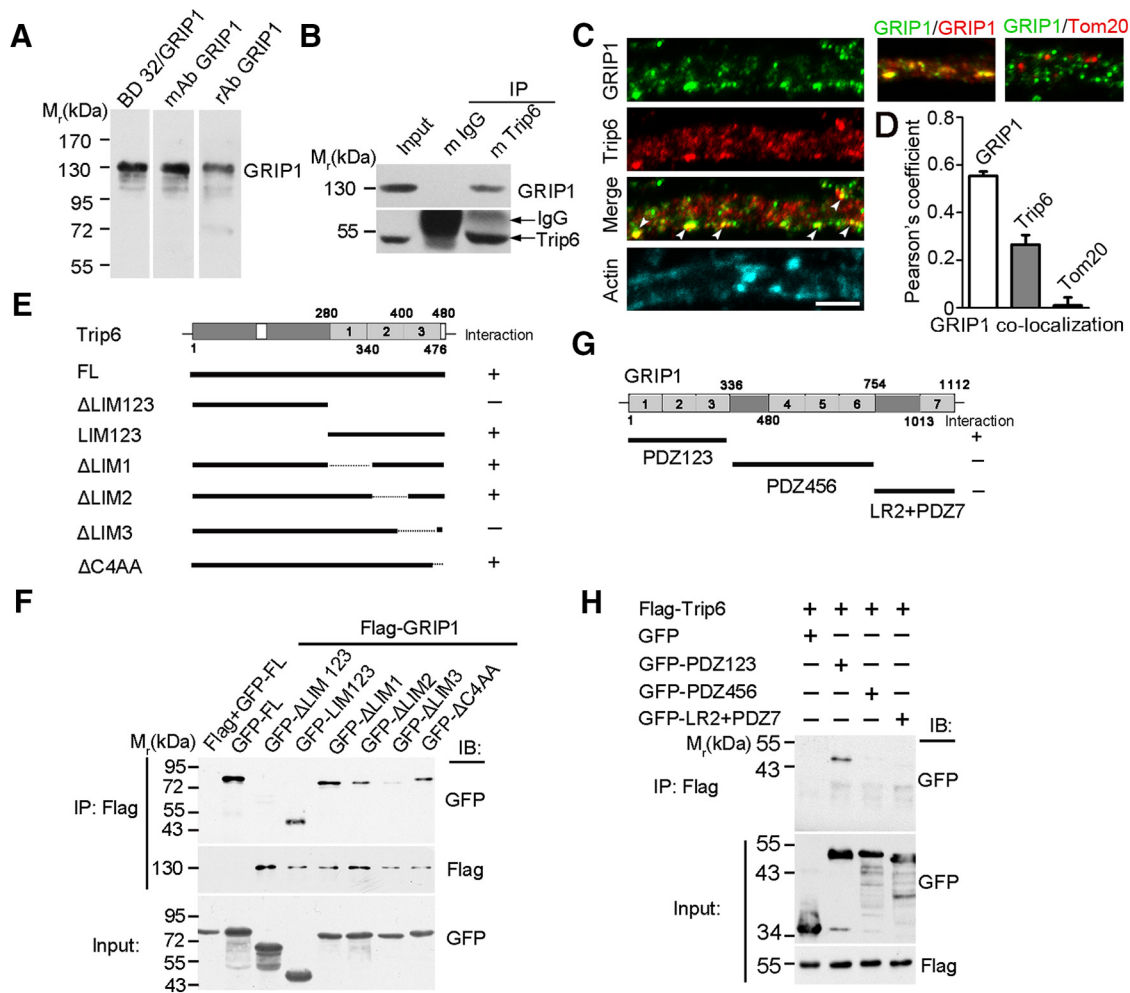 A
BD 32/GRIP1
mAb GRIP1
rAb GRIP1
Mr(kDa)
170
130
95
72
55
GRIP1
B
IP
Input
m IgG
m Trip6
Mr(kDa)
130
55
GRIP1
IgG
Trip6
C
GRIP1
Trip6
Merge
Actin
GRIP1/GRIP1
GRIP1/Tom20
D
Pearson's coefficient
0.6
0.4
0.2
0
GRIP1
Trip6
Tom20
GRIP1 co-localization
E
280 400 480
Trip6 1 2 3 Interaction
1 340 476
FL +
ΔLIM123 –
LIM123 +
ΔLIM1 +
ΔLIM2 +
ΔLIM3 –
ΔC4AA +
F
Flag-GRIP1
Flag+GFP-FL
GFP-FL
GFP-ΔLIM 123
GFP-LIM123
GFP-ΔLIM1
GFP-ΔLIM2
GFP-ΔLIM3
GFP-ΔC4AA
Mr(kDa)
IB:
IP: Flag
95
72
55
43
GFP
130
Flag
Input:
95
72
55
43
GFP
G
GRIP1
336 754 1112
1 2 3 4 5 6 7
1 480 1013 Interaction
+
PDZ123
–
PDZ456
–
LR2+PDZ7
H
Flag-Trip6 + + + +
GFP + – – –
GFP-PDZ123 – + – –
GFP-PDZ456 – – + –
GFP-LR2+PDZ7 – – – +
IB:
Mr(kDa)
IP: Flag
55
43
GFP
Input:
55
43
34
GFP
55
Flag